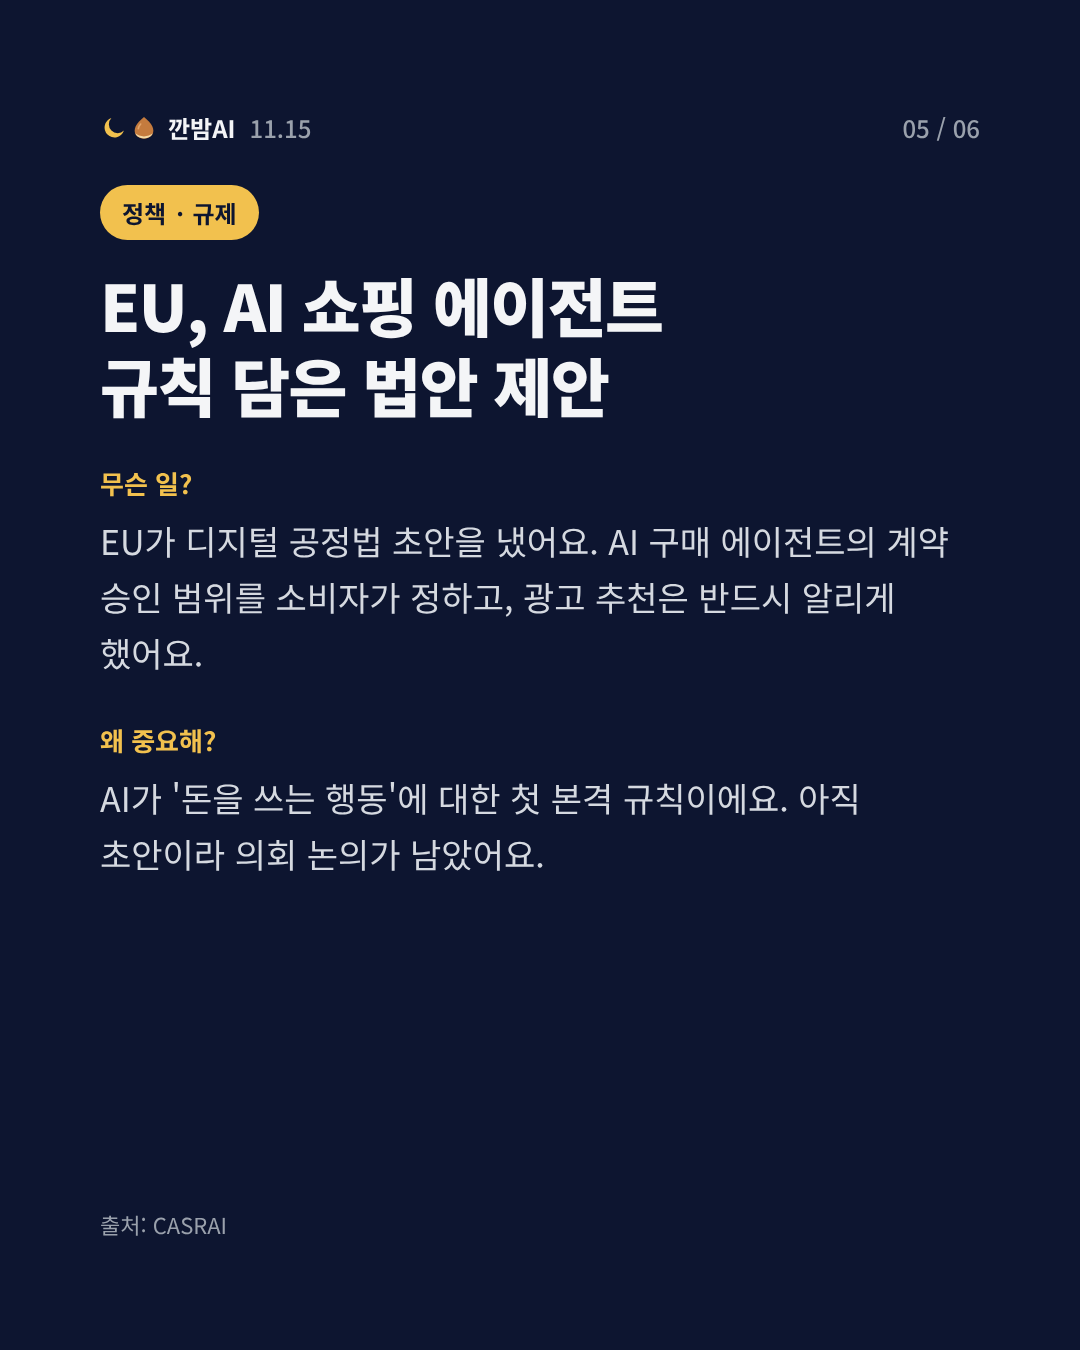 깐밤AI 11.15
05 / 06
정책 · 규제
EU, AI 쇼핑 에이전트
규칙 담은 법안 제안
무슨 일?
EU가 디지털 공정법 초안을 냈어요. AI 구매 에이전트의 계약
승인 범위를 소비자가 정하고, 광고 추천은 반드시 알리게
했어요.
왜 중요해?
AI가 '돈을 쓰는 행동'에 대한 첫 본격 규칙이에요. 아직
초안이라 의회 논의가 남았어요.
출처: CASRAI